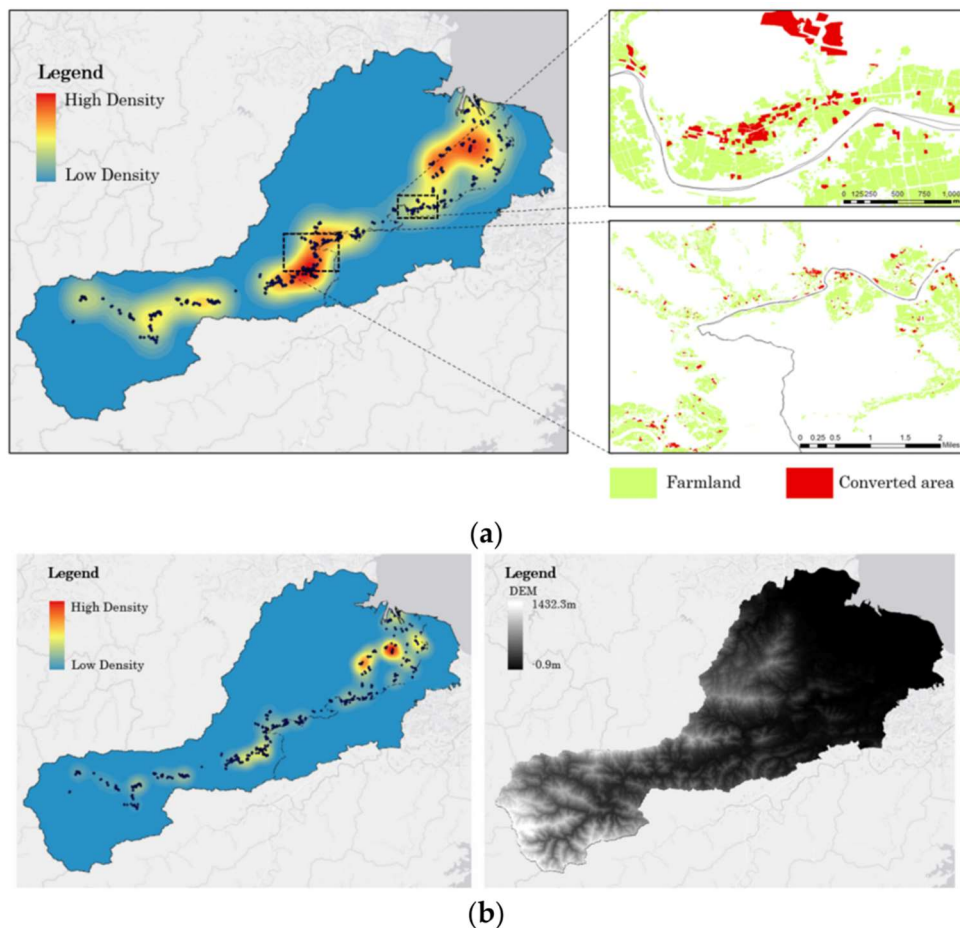 Legend
High Density
Low Density
0 125250 500 750 1,000
0 0.25 0.5 1 1.5 2
Miles
Farmland
Converted area
(a)
Legend
High Density
Low Density
Legend
DEM
1432.3m
0.9m
(b)